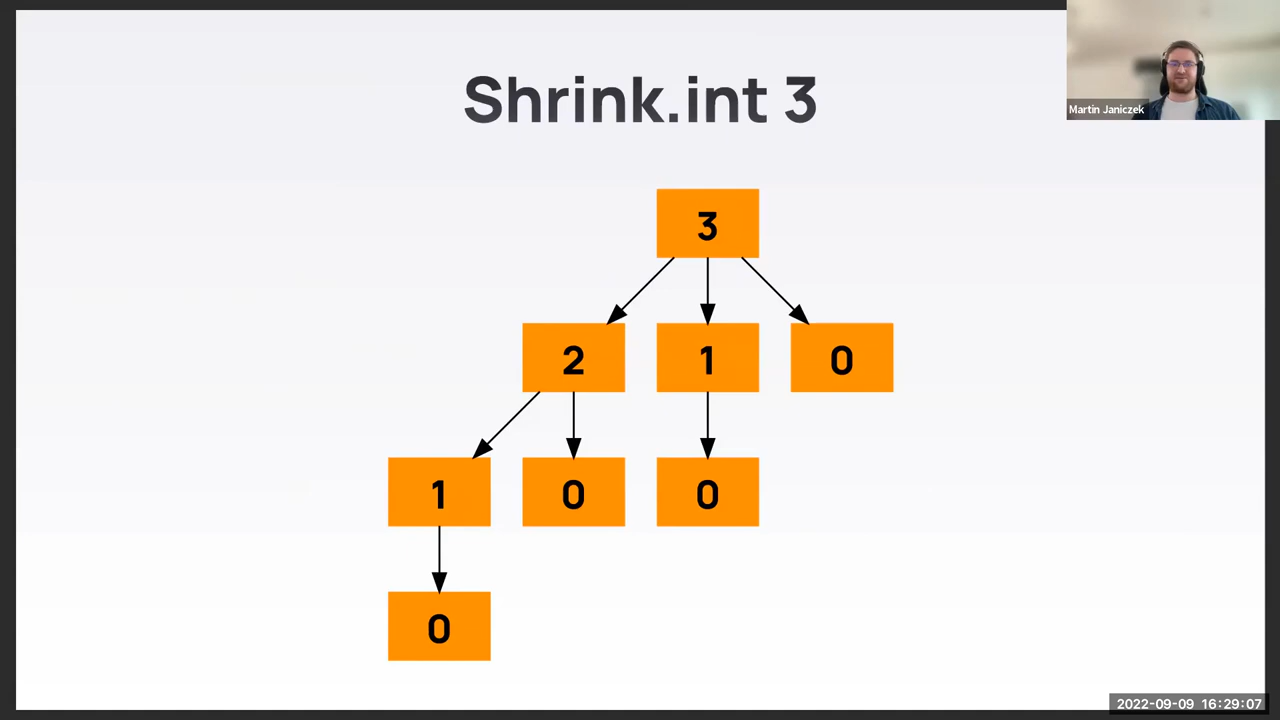 Shrink.int 3
Martin Janiczek
3
2 1 0
1 0 0
0
2022-09-09 16:29:07